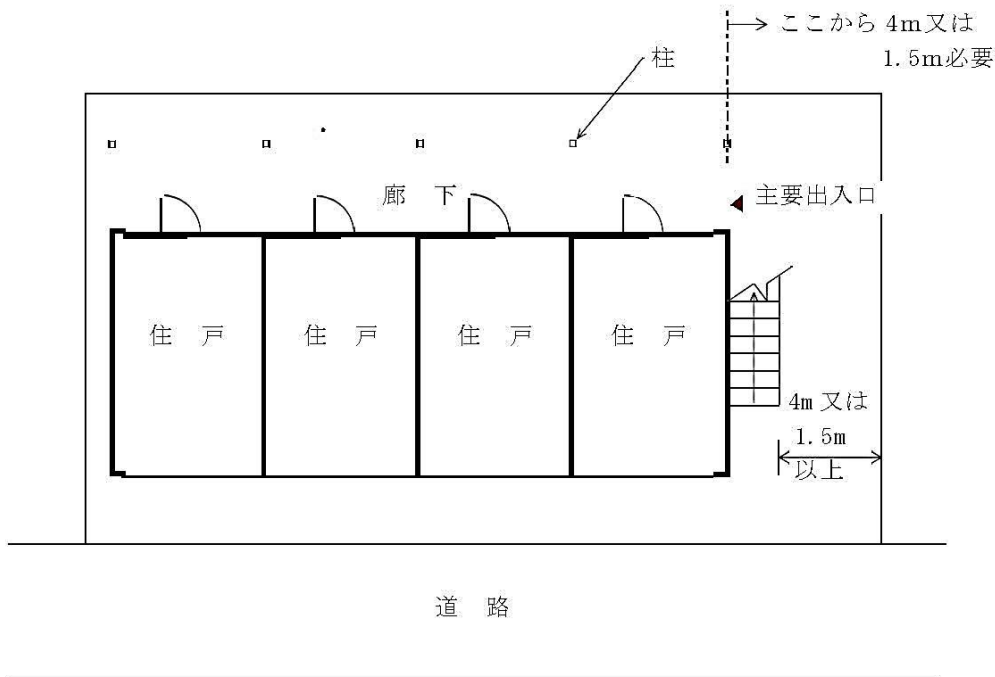 ここから 4m又は
1.5m必要
柱
廊 下
主要出入口
住 戸
住 戸
住 戸
住 戸
4m 又は
1.5m
以上
道 路